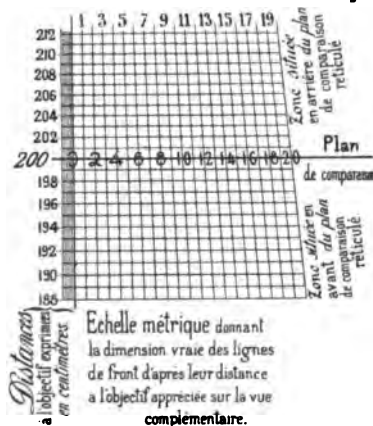 1 3 5 7 9 11 13 15 17 19
212
210
208
206
204
202
200 0 2 4 6 8 10 12 14 16 18 20
198
196
194
193
190
188
Zone située
en arrière du plan
de comparaison
réticulé
Plan
de comparaison
Zone située en
avant du plan
de comparaison
réticulé.
Distances
a l'objectif exprimées
en centimètres.
Echelle métrique donnant
la dimension vraie des lignes
de front d'après leur distance
a l'objectif appréciée sur la vue
complémentaire.